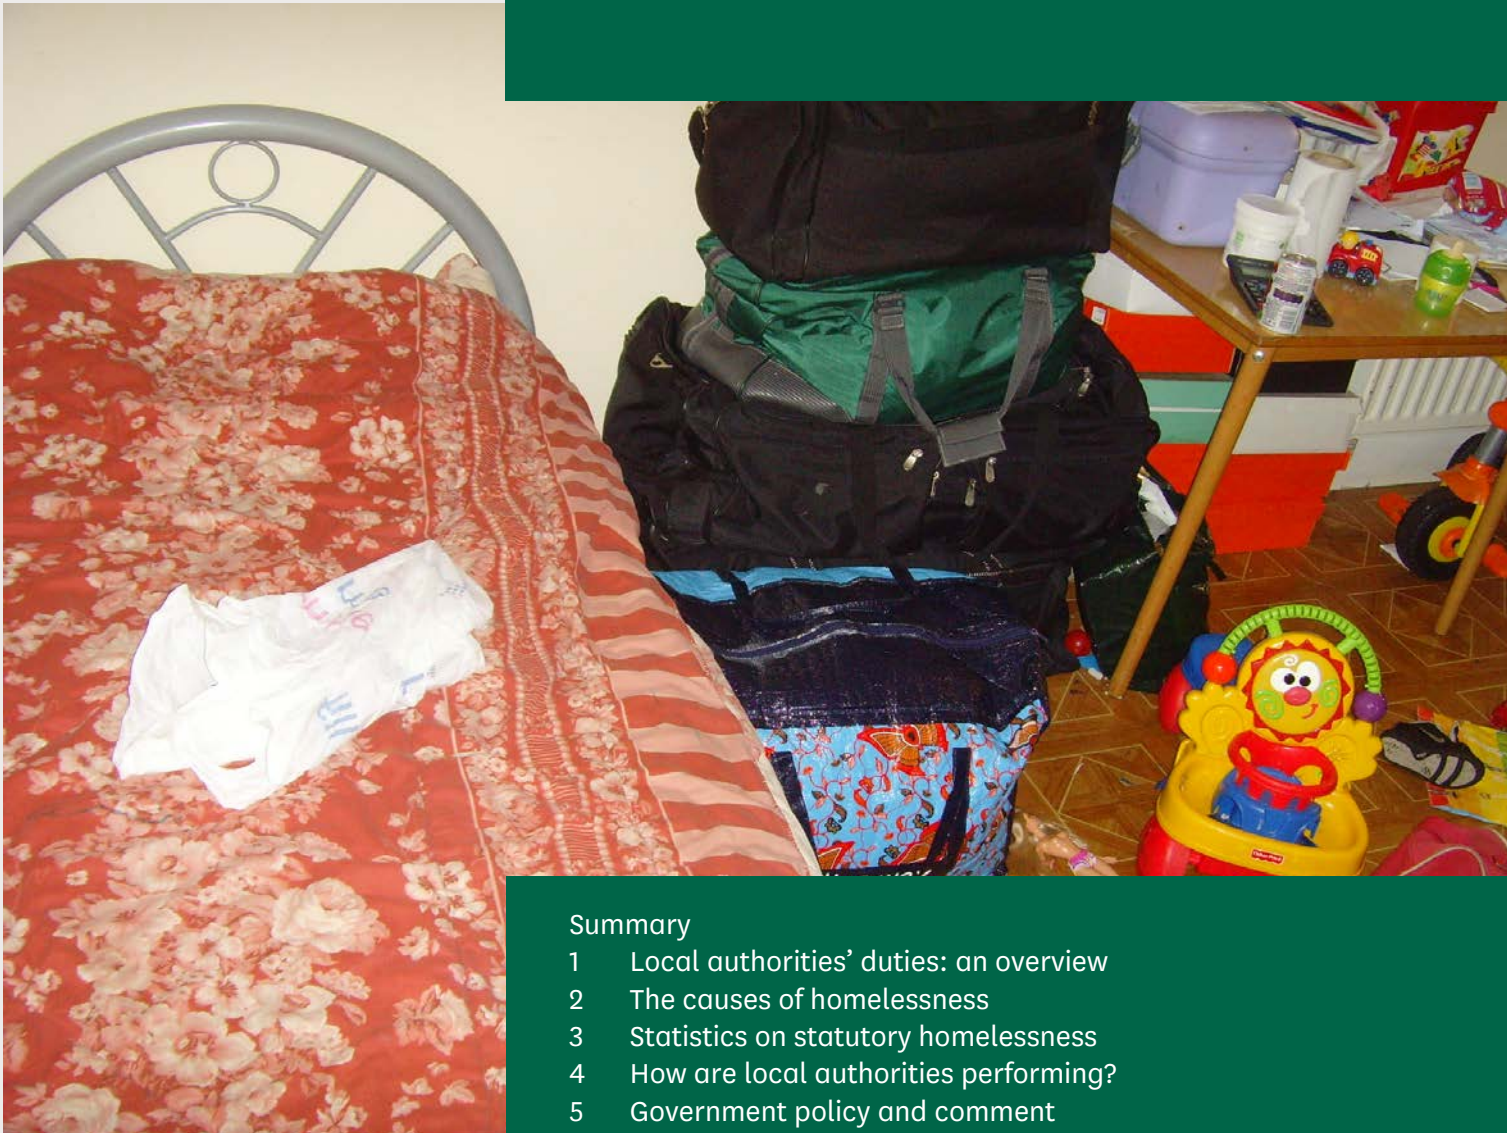 Summary
1 Local authorities’ duties: an overview
2 The causes of homelessness
3 Statistics on statutory homelessness
4 How are local authorities performing?
5 Government policy and comment